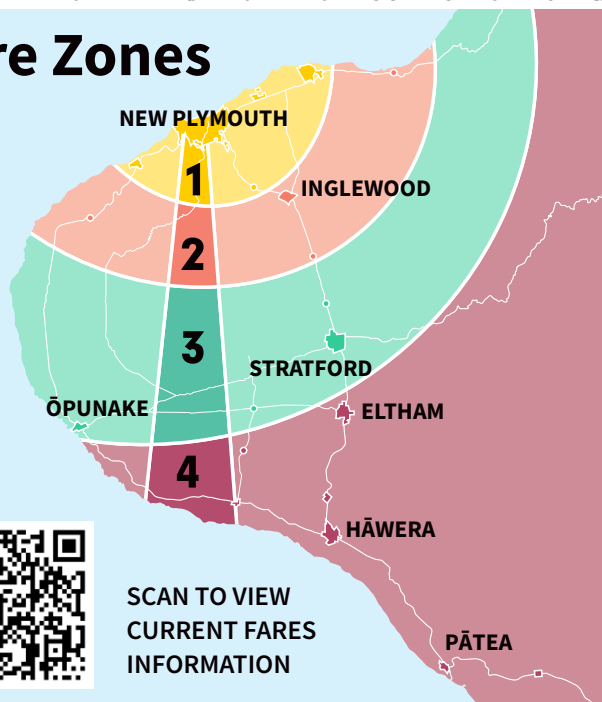 re Zones
NEW PLYMOUTH
1
INGLEWOOD
2
3
STRATFORD
ŌPUNAKE
ELTHAM
4
HĀWERA
SCAN TO VIEW
CURRENT FARES
INFORMATION
PĀTEA